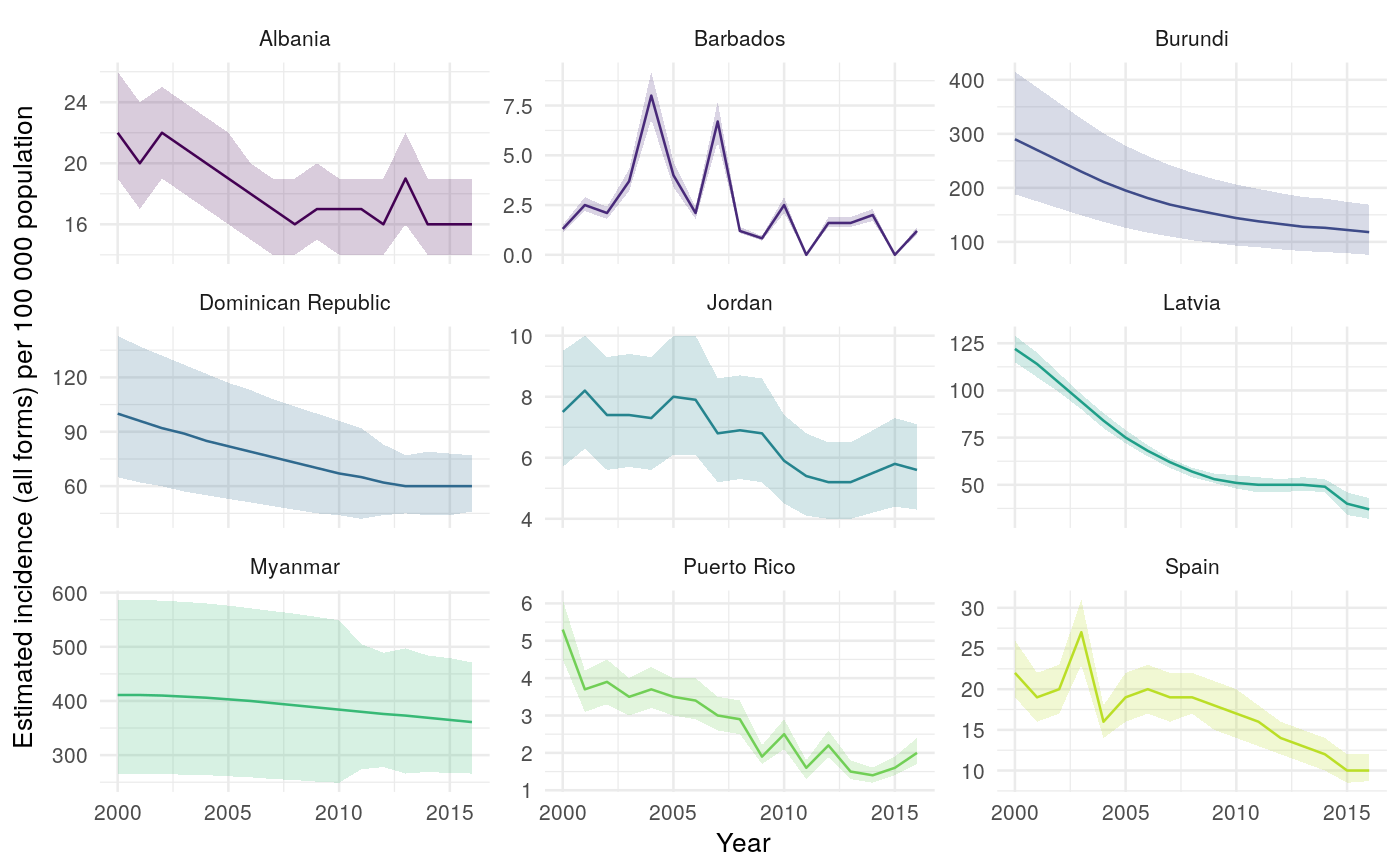 Albania
Barbados
Burundi
24
20
16
7.5
5.0
2.5
0.0
400
300
200
100
Dominican Republic
Jordan
Latvia
120
90
60
10
8
6
4
125
100
75
50
Myanmar
Puerto Rico
Spain
600
500
400
300
6
5
4
3
2
1
30
25
20
15
10
2000 2005 2010 2015
2000 2005 2010 2015
2000 2005 2010 2015
Year
Estimated incidence (all forms) per 100 000 population